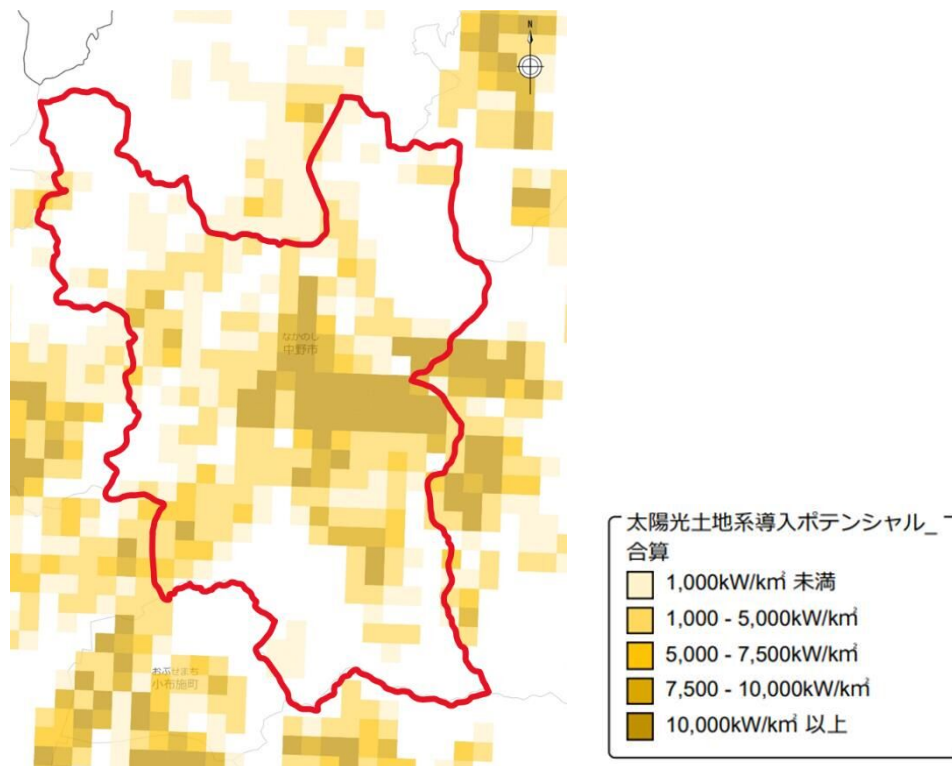 N
なかのし
中野市
おぶせまち
小布施町
太陽光土地系導入ポテンシャル_
合算
1,000kW/k㎡ 未満
1,000 - 5,000kW/k㎡
5,000 - 7,500kW/k㎡
7,500 - 10,000kW/k㎡
10,000kW/k㎡ 以上